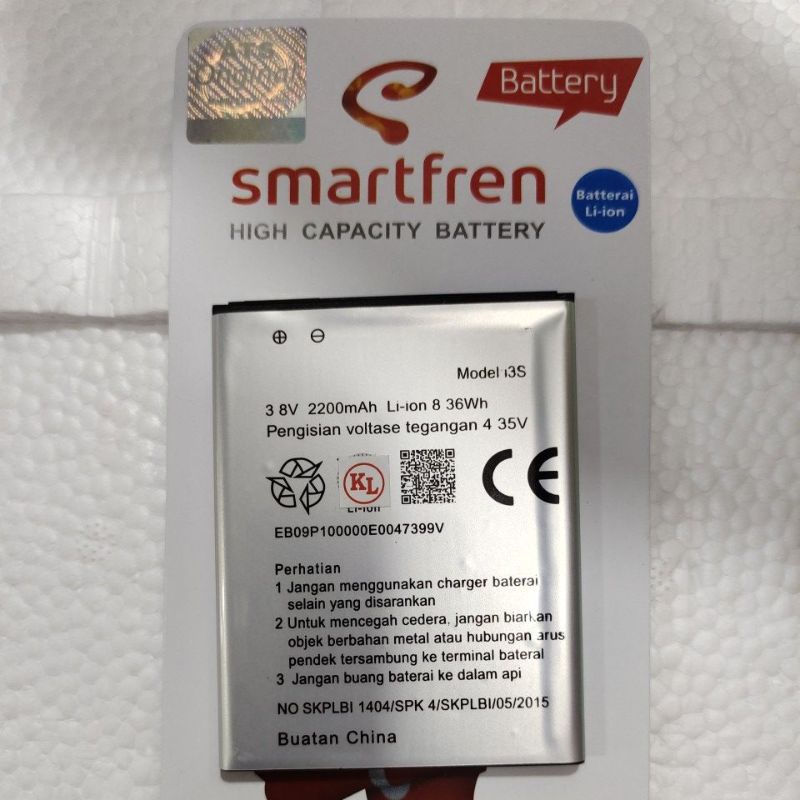 ATS
Original
Battery
smartfren
Batterai
Li-ion
HIGH CAPACITY BATTERY
Model i3S
3 8V 2200mAh Li-ion 8 36Wh
Pengisian voltase tegangan 4 35V
KL
CE
Li-ion
EB09P100000E0047399V
Perhatian
1 Jangan menggunakan charger baterai
selain yang disarankan
2 Untuk mencegah cedera, jangan biarkan
objek berbahan metal atau hubungan arus
pendek tersambung ke terminal bateral
3 Jangan buang baterai ke dalam api
NO SKPLBI 1404/SPK 4/SKPLBI/05/2015
Buatan China